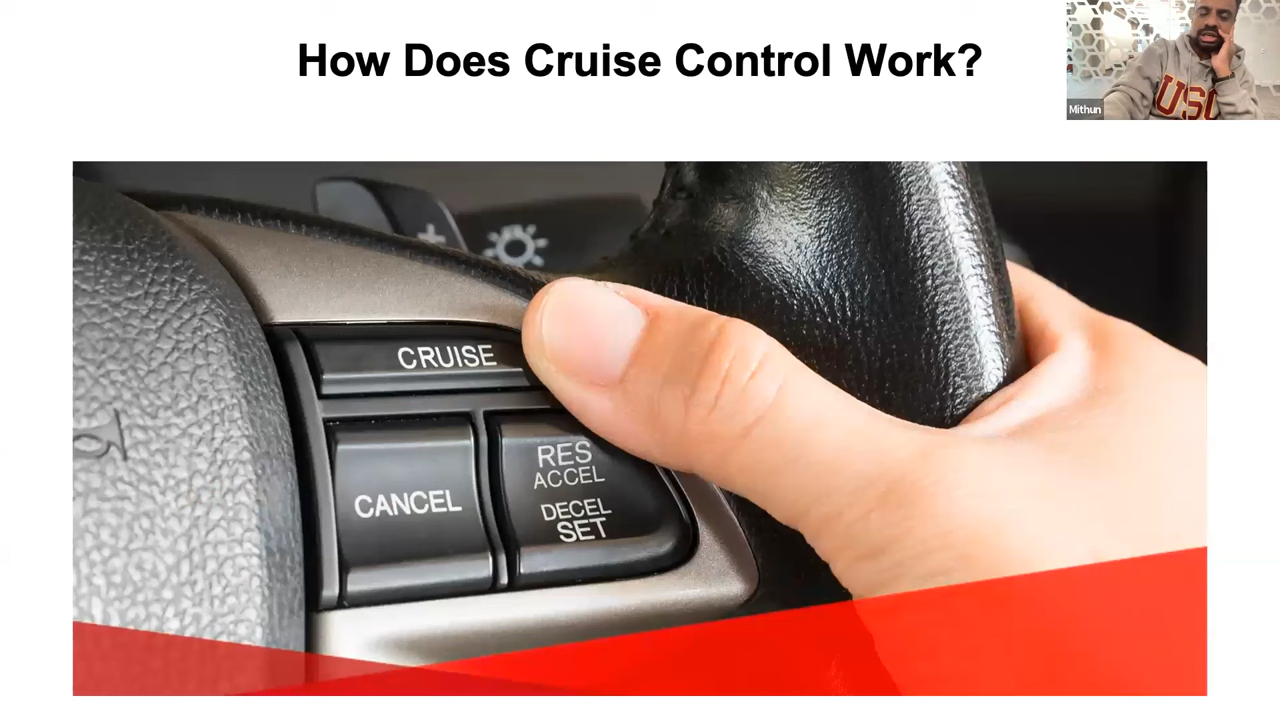 How Does Cruise Control Work?
USC
Mithun
CRUISE
CANCEL
RES
ACCEL
DECEL
SET